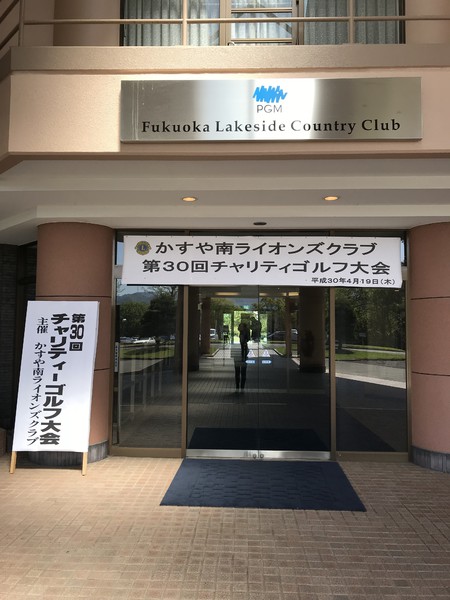 PGM
Fukuoka Lakeside Country Club
かすや南ライオンズクラブ
第30回チャリティゴルフ大会
平成30年4月19日(木)
第30回
チャリティーゴルフ大会
主催 かすや南ライオンズクラブ